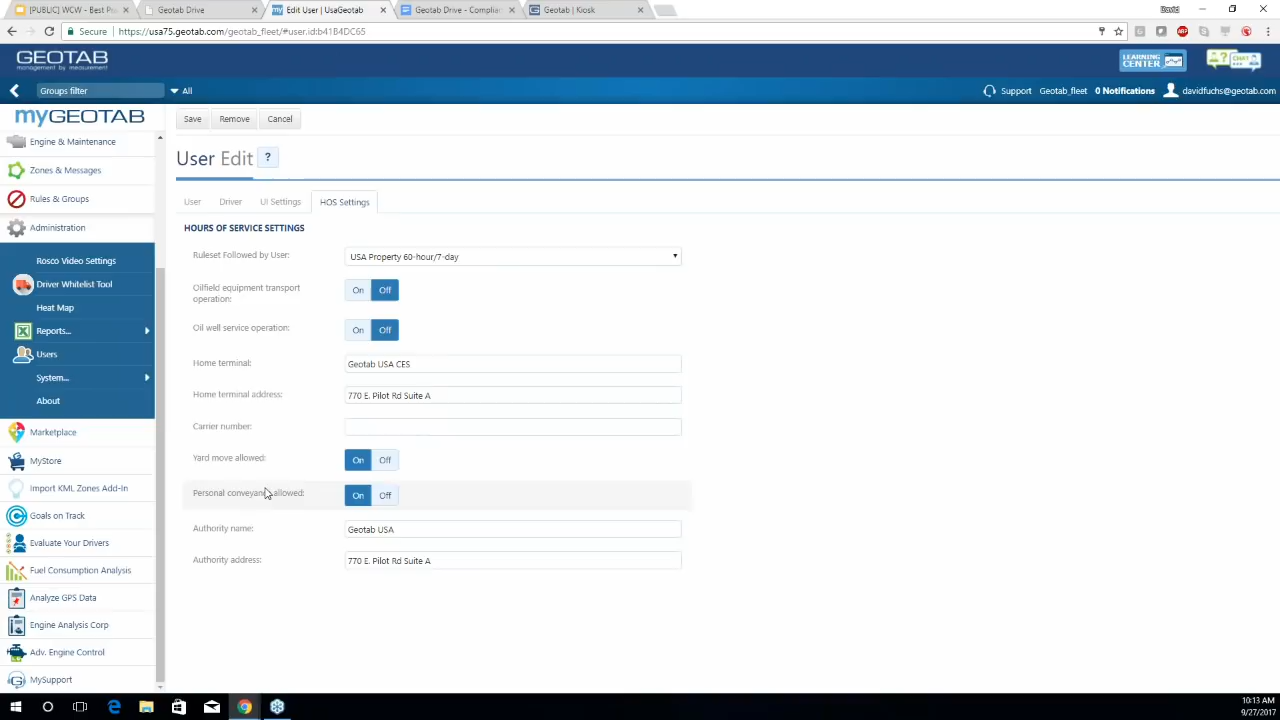 [PUBLIC] WCW - Best Pr
Geotab Drive
Edit User | UsaGeotab
Geotab Drive - Complian
Geotab | Kiosk
David
Secure
https://usa75.geotab.com/geotab_fleet/#user,id:b41B4DC65
GEOTAB
management by measurement
LEARNING CENTER
CHAT
Groups filter
All
Support
Geotab_fleet
0 Notifications
davidfuchs@geotab.com
myGEOTAB
Save
Remove
Cancel
Engine & Maintenance
Zones & Messages
Rules & Groups
Administration
Rosco Video Settings
Driver Whitelist Tool
Heat Map
Reports...
Users
System...
About
Marketplace
MyStore
Import KML Zones Add-In
Goals on Track
Evaluate Your Drivers
Fuel Consumption Analysis
Analyze GPS Data
Engine Analysis Corp
Adv. Engine Control
MySupport
User Edit ?
User
Driver
UI Settings
HOS Settings
HOURS OF SERVICE SETTINGS
Ruleset Followed by User:
USA Property 60-hour/7-day
Oilfield equipment transport
operation:
On Off
Oil well service operation:
On Off
Home terminal:
Geotab USA CES
Home terminal address:
770 E. Pilot Rd Suite A
Carrier number:
Yard move allowed:
On Off
Personal conveyance allowed:
On Off
Authority name:
Geotab USA
Authority address:
770 E. Pilot Rd Suite A
10:13 AM
9/27/2017